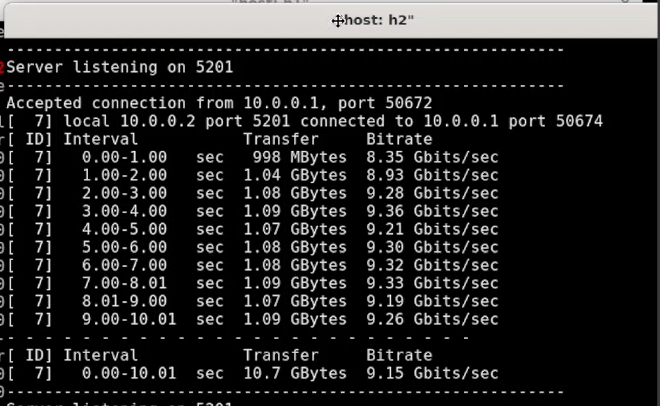 "host: h2"
-----------------------------------------------------------
Server listening on 5201
-----------------------------------------------------------
Accepted connection from 10.0.0.1, port 50672
[  7] local 10.0.0.2 port 5201 connected to 10.0.0.1 port 50674
[ ID] Interval           Transfer     Bitrate
[  7]   0.00-1.00   sec   998 MBytes  8.35 Gbits/sec
[  7]   1.00-2.00   sec  1.04 GBytes  8.93 Gbits/sec
[  7]   2.00-3.00   sec  1.08 GBytes  9.28 Gbits/sec
[  7]   3.00-4.00   sec  1.09 GBytes  9.36 Gbits/sec
[  7]   4.00-5.00   sec  1.07 GBytes  9.21 Gbits/sec
[  7]   5.00-6.00   sec  1.08 GBytes  9.30 Gbits/sec
[  7]   6.00-7.00   sec  1.08 GBytes  9.32 Gbits/sec
[  7]   7.00-8.01   sec  1.09 GBytes  9.33 Gbits/sec
[  7]   8.01-9.00   sec  1.07 GBytes  9.19 Gbits/sec
[  7]   9.00-10.01  sec  1.09 GBytes  9.26 Gbits/sec
- - - - - - - - - - - - - - - - - - - - - - - - -
[ ID] Interval           Transfer     Bitrate
[  7]   0.00-10.01  sec  10.7 GBytes  9.15 Gbits/sec
-----------------------------------------------------------
Server listening on 5201